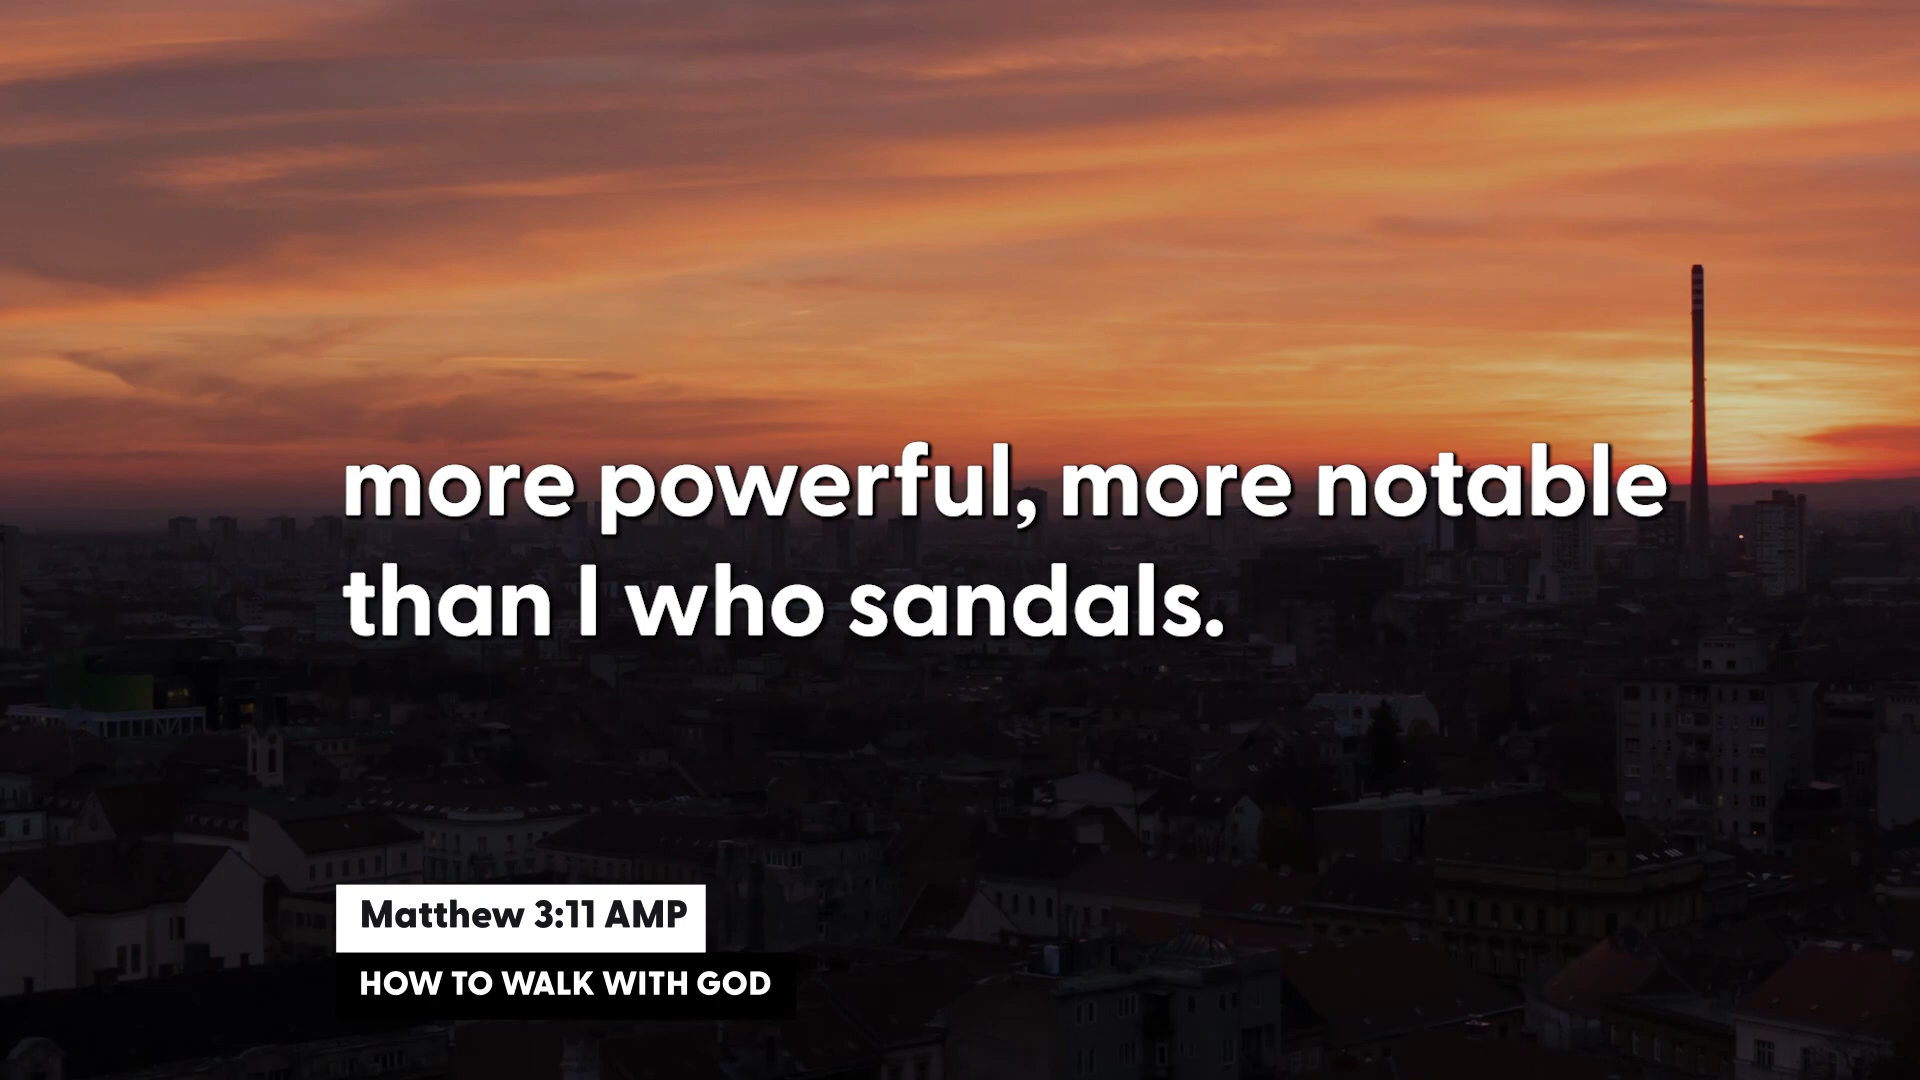 more powerful, more notable
than I who sandals.
Matthew 3:11 AMP
HOW TO WALK WITH GOD